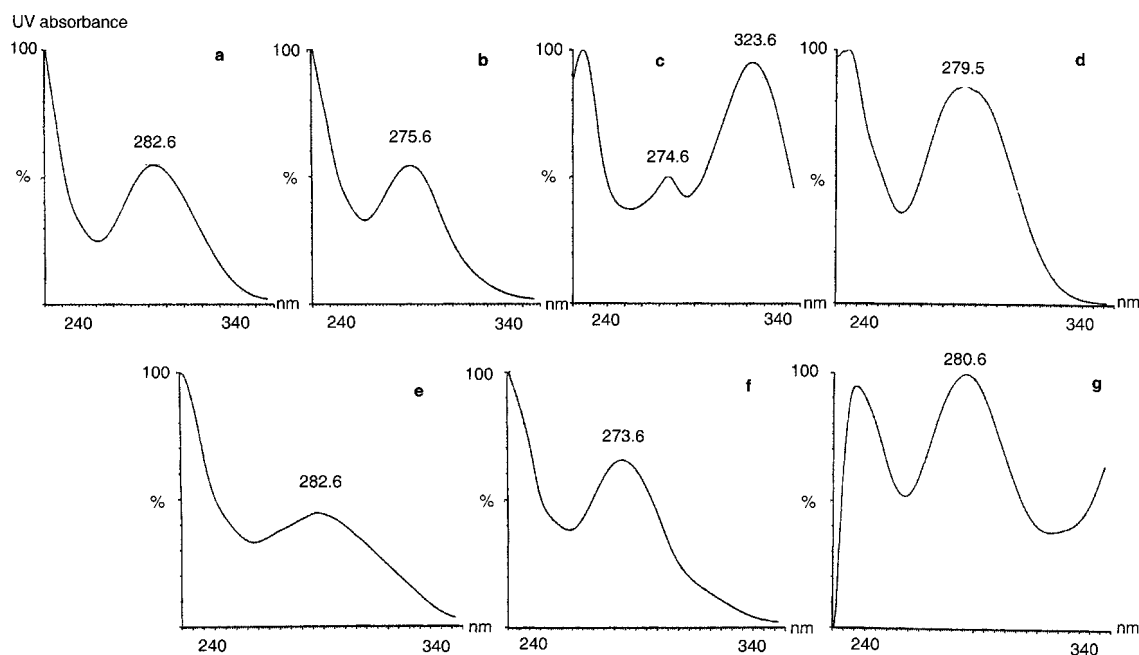 UV absorbance
100 a 100 b 100 c 323.6 100 d
282.6 275.6 274.6 279.5
% % % %
nm nm nm nm
240 340 240 340 240 340 240 340
100 e 100 f 100 280.6 g
282.6 273.6
% % %
nm nm nm
240 340 240 340 240 340